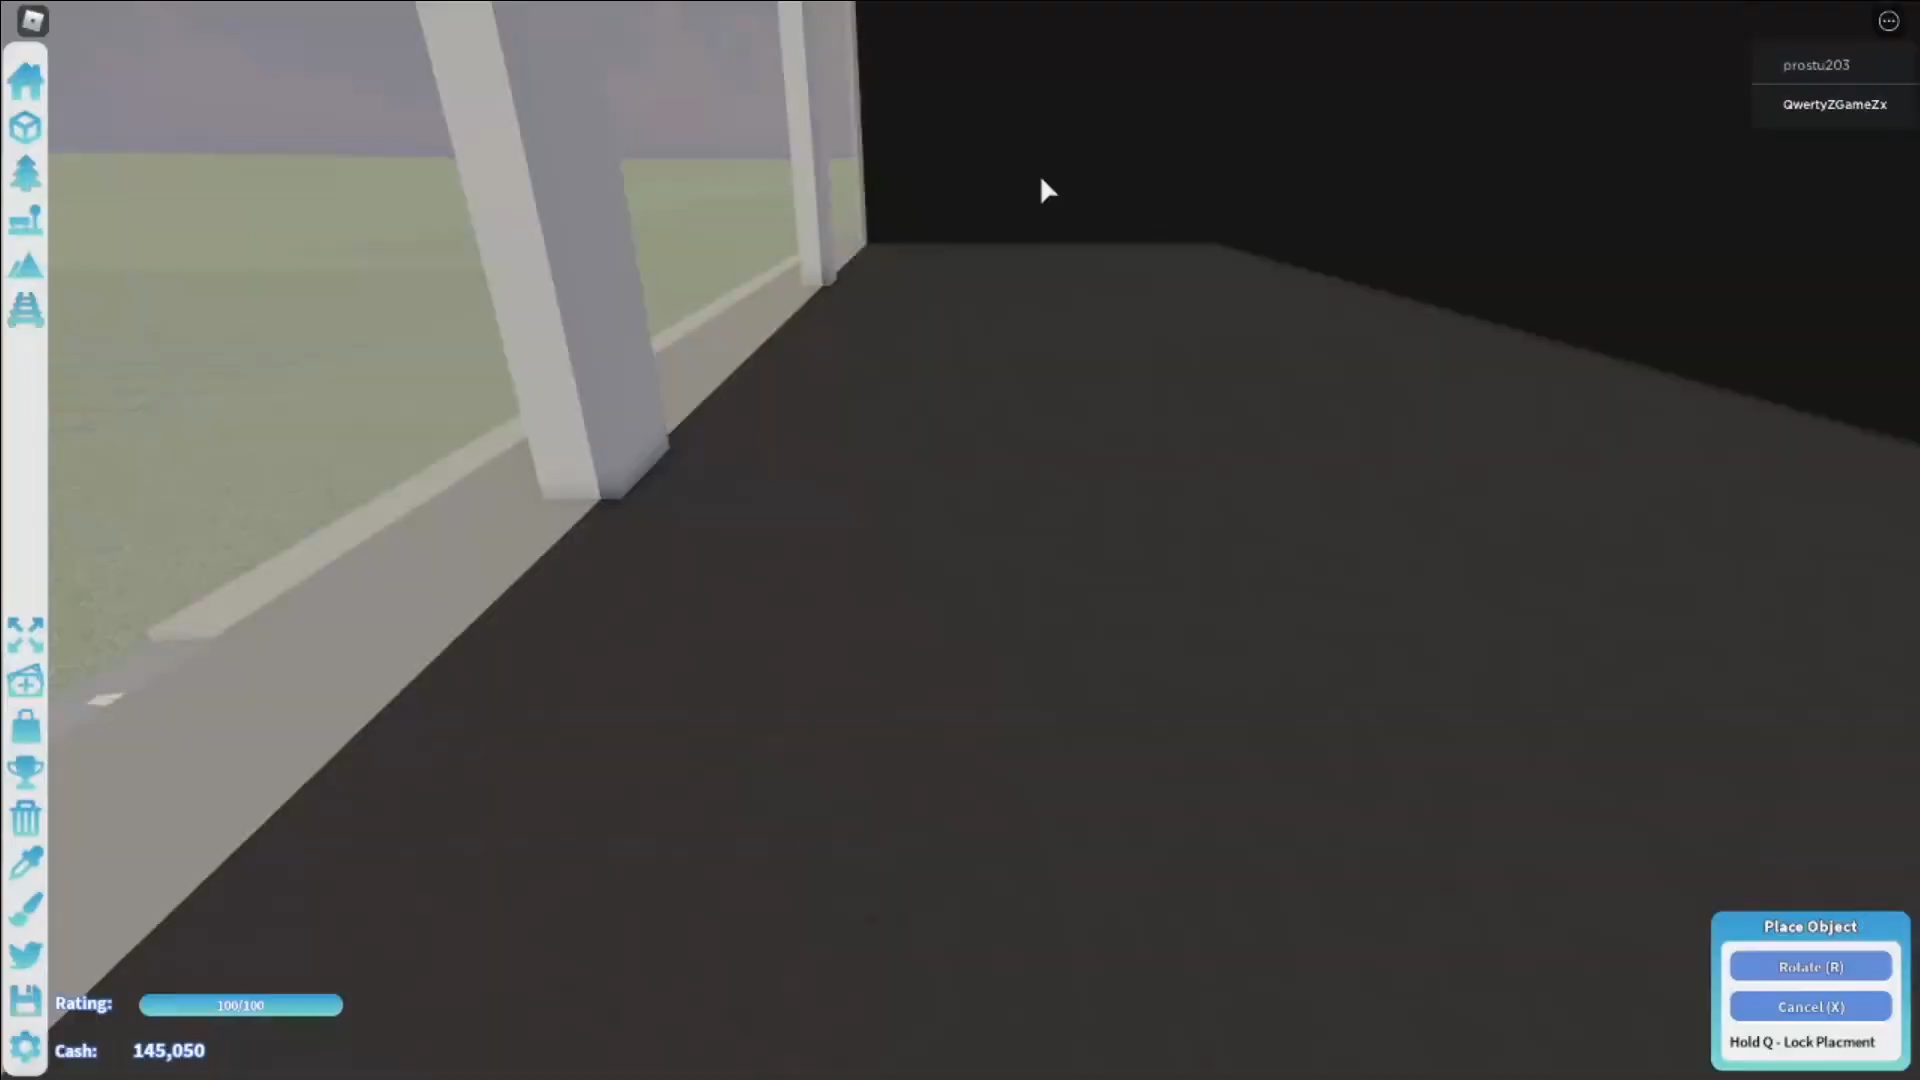 prostu203
QwertyZGameZx
Rating:
100/100
Cash:
145,050
Place Object
Rotate (R)
Cancel (X)
Hold Q - Lock Placment